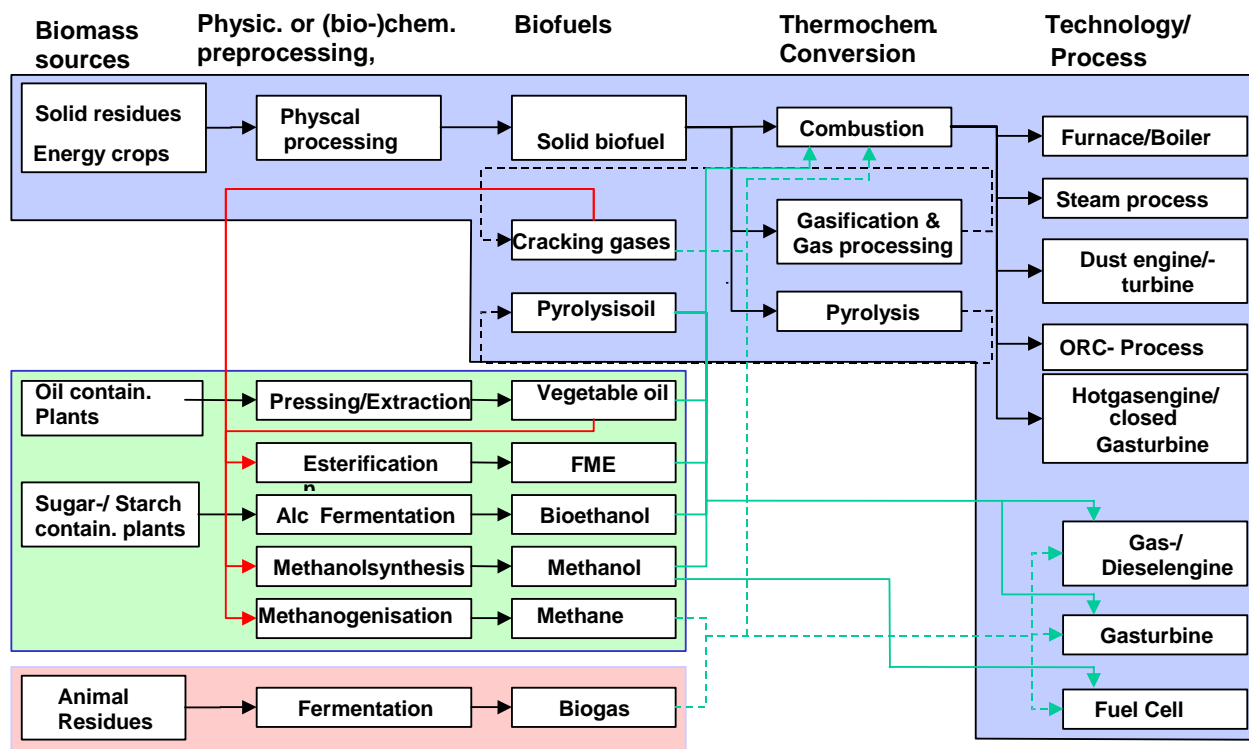 Biomass
sources
Physic. or (bio-)chem.
preprocessing,
Biofuels
Thermochem.
Conversion
Technology/
Process
Solid residues
Energy crops
Physcal
processing
Solid biofuel
Combustion
Furnace/Boiler
Steam process
Cracking gases
Gasification &
Gas processing
Dust engine/-
turbine
Pyrolysisoil
Pyrolysis
ORC- Process
Oil contain.
Plants
Pressing/Extraction
Vegetable oil
Hotgasengine/
closed
Gasturbine
Esterification
n
FME
Sugar-/ Starch
contain. plants
Alc Fermentation
Bioethanol
Methanolsynthesis
Methanol
Gas-/
Dieselengine
Methanogenisation
Methane
Gasturbine
Animal
Residues
Fermentation
Biogas
Fuel Cell